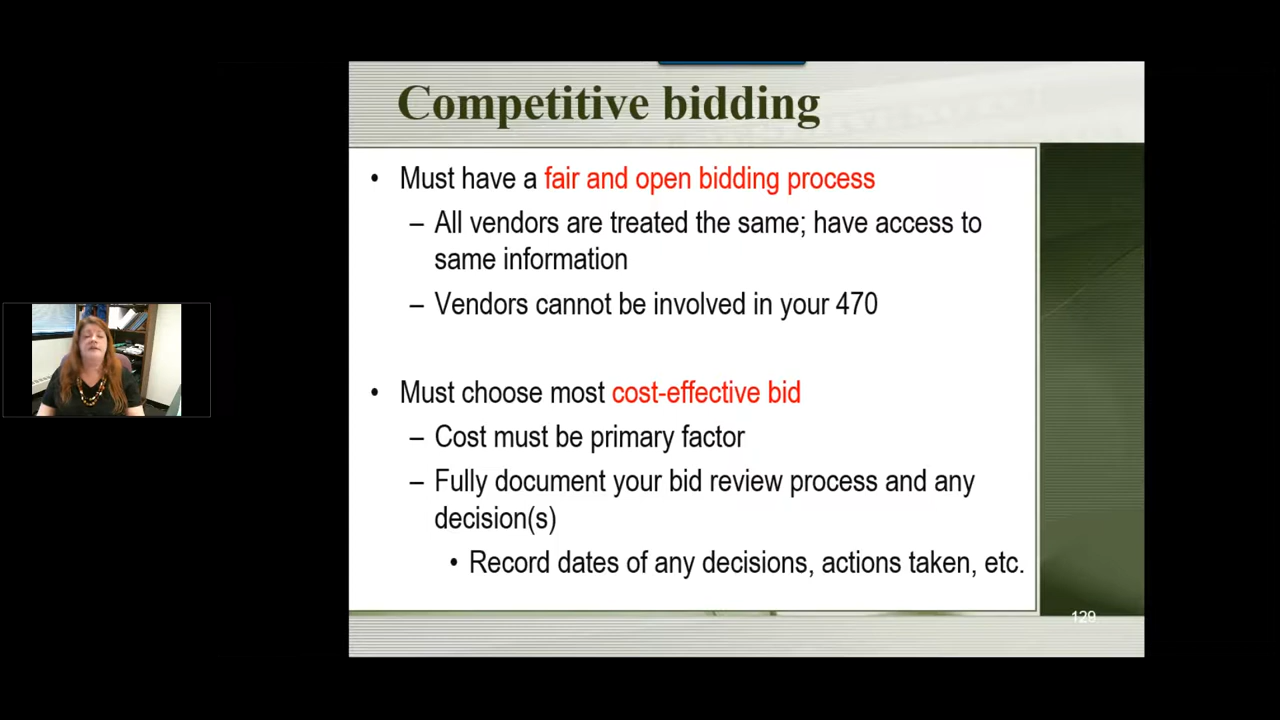 Competitive bidding
• Must have a fair and open bidding process
– All vendors are treated the same; have access to
same information
– Vendors cannot be involved in your 470
• Must choose most cost-effective bid
– Cost must be primary factor
– Fully document your bid review process and any
decision(s)
• Record dates of any decisions, actions taken, etc.
129